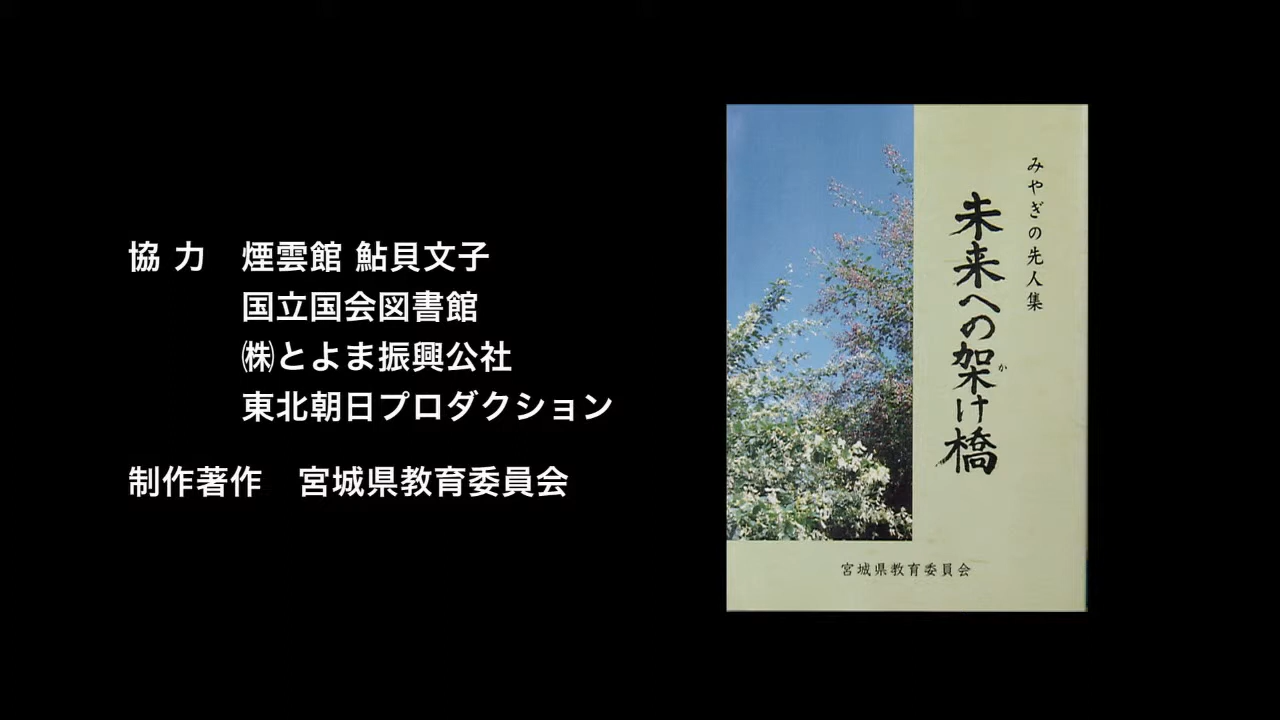 協 力 煙雲館 鮎貝文子
国立国会図書館
㈱とよま振興公社
東北朝日プロダクション
制作著作 宮城県教育委員会
みやぎの先人集
未来への架け橋
か
宮城県教育委員会